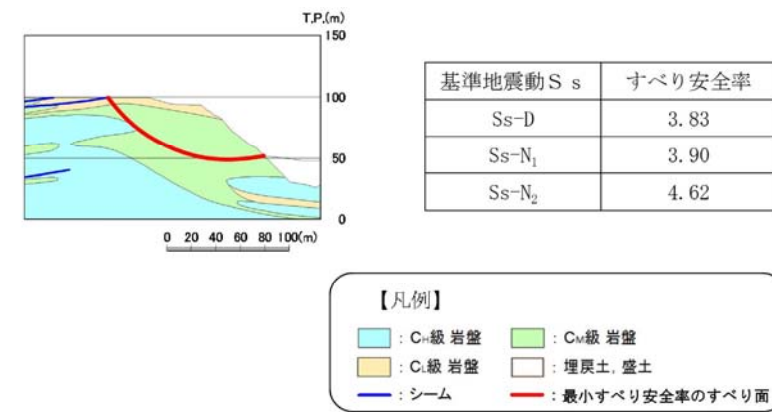 T.P.(m)
150
100
50
0
0 20 40 60 80 100(m)
基準地震動Ｓｓ すべり安全率
Ss-D 3.83
Ss-N₁ 3.90
Ss-N₂ 4.62
【凡例】
: CH級 岩盤 : CM級 岩盤
: CL級 岩盤 : 埋戻土, 盛土
: シーム : 最小すべり安全率のすべり面